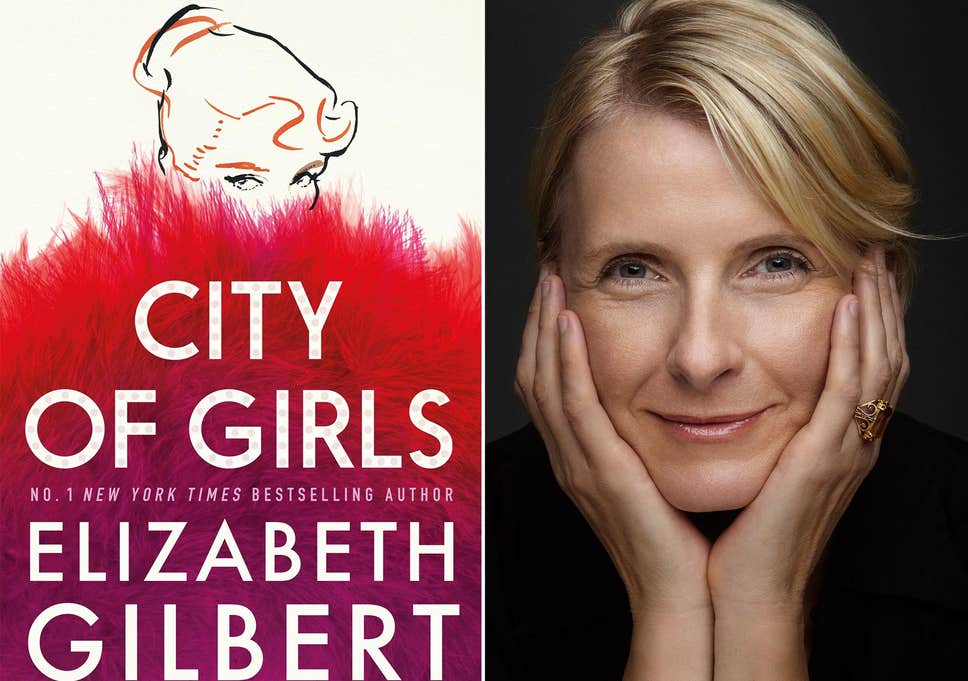 CITY
OF GIRLS
NO. 1 NEW YORK TIMES BESTSELLING AUTHOR
ELIZABETH
GILBERT